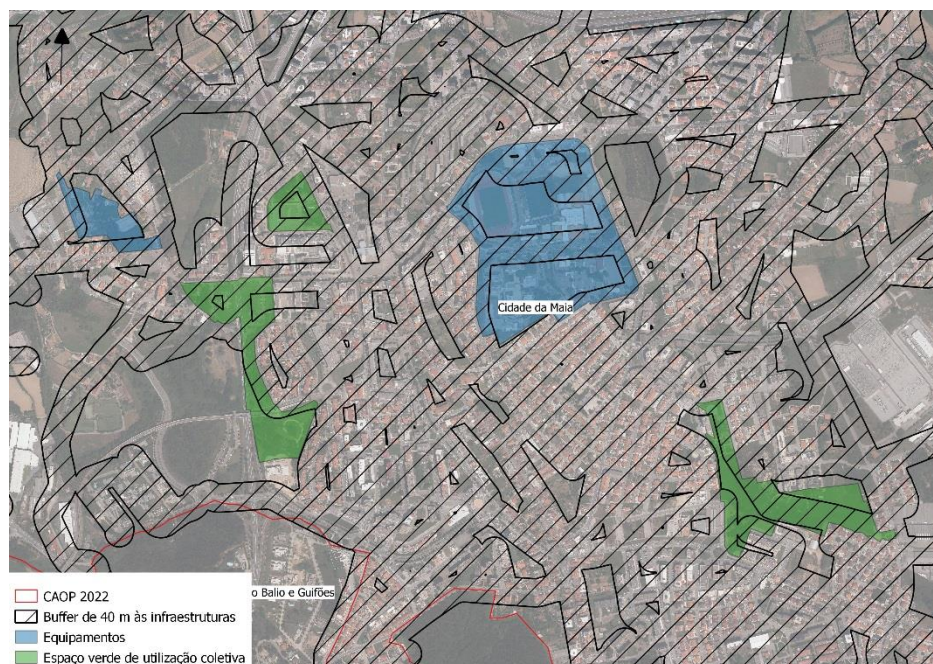 Cidade da Maia
o Balio e Guifões
CAOP 2022
Buffer de 40 m às infraestruturas
Equipamentos
Espaço verde de utilização coletiva